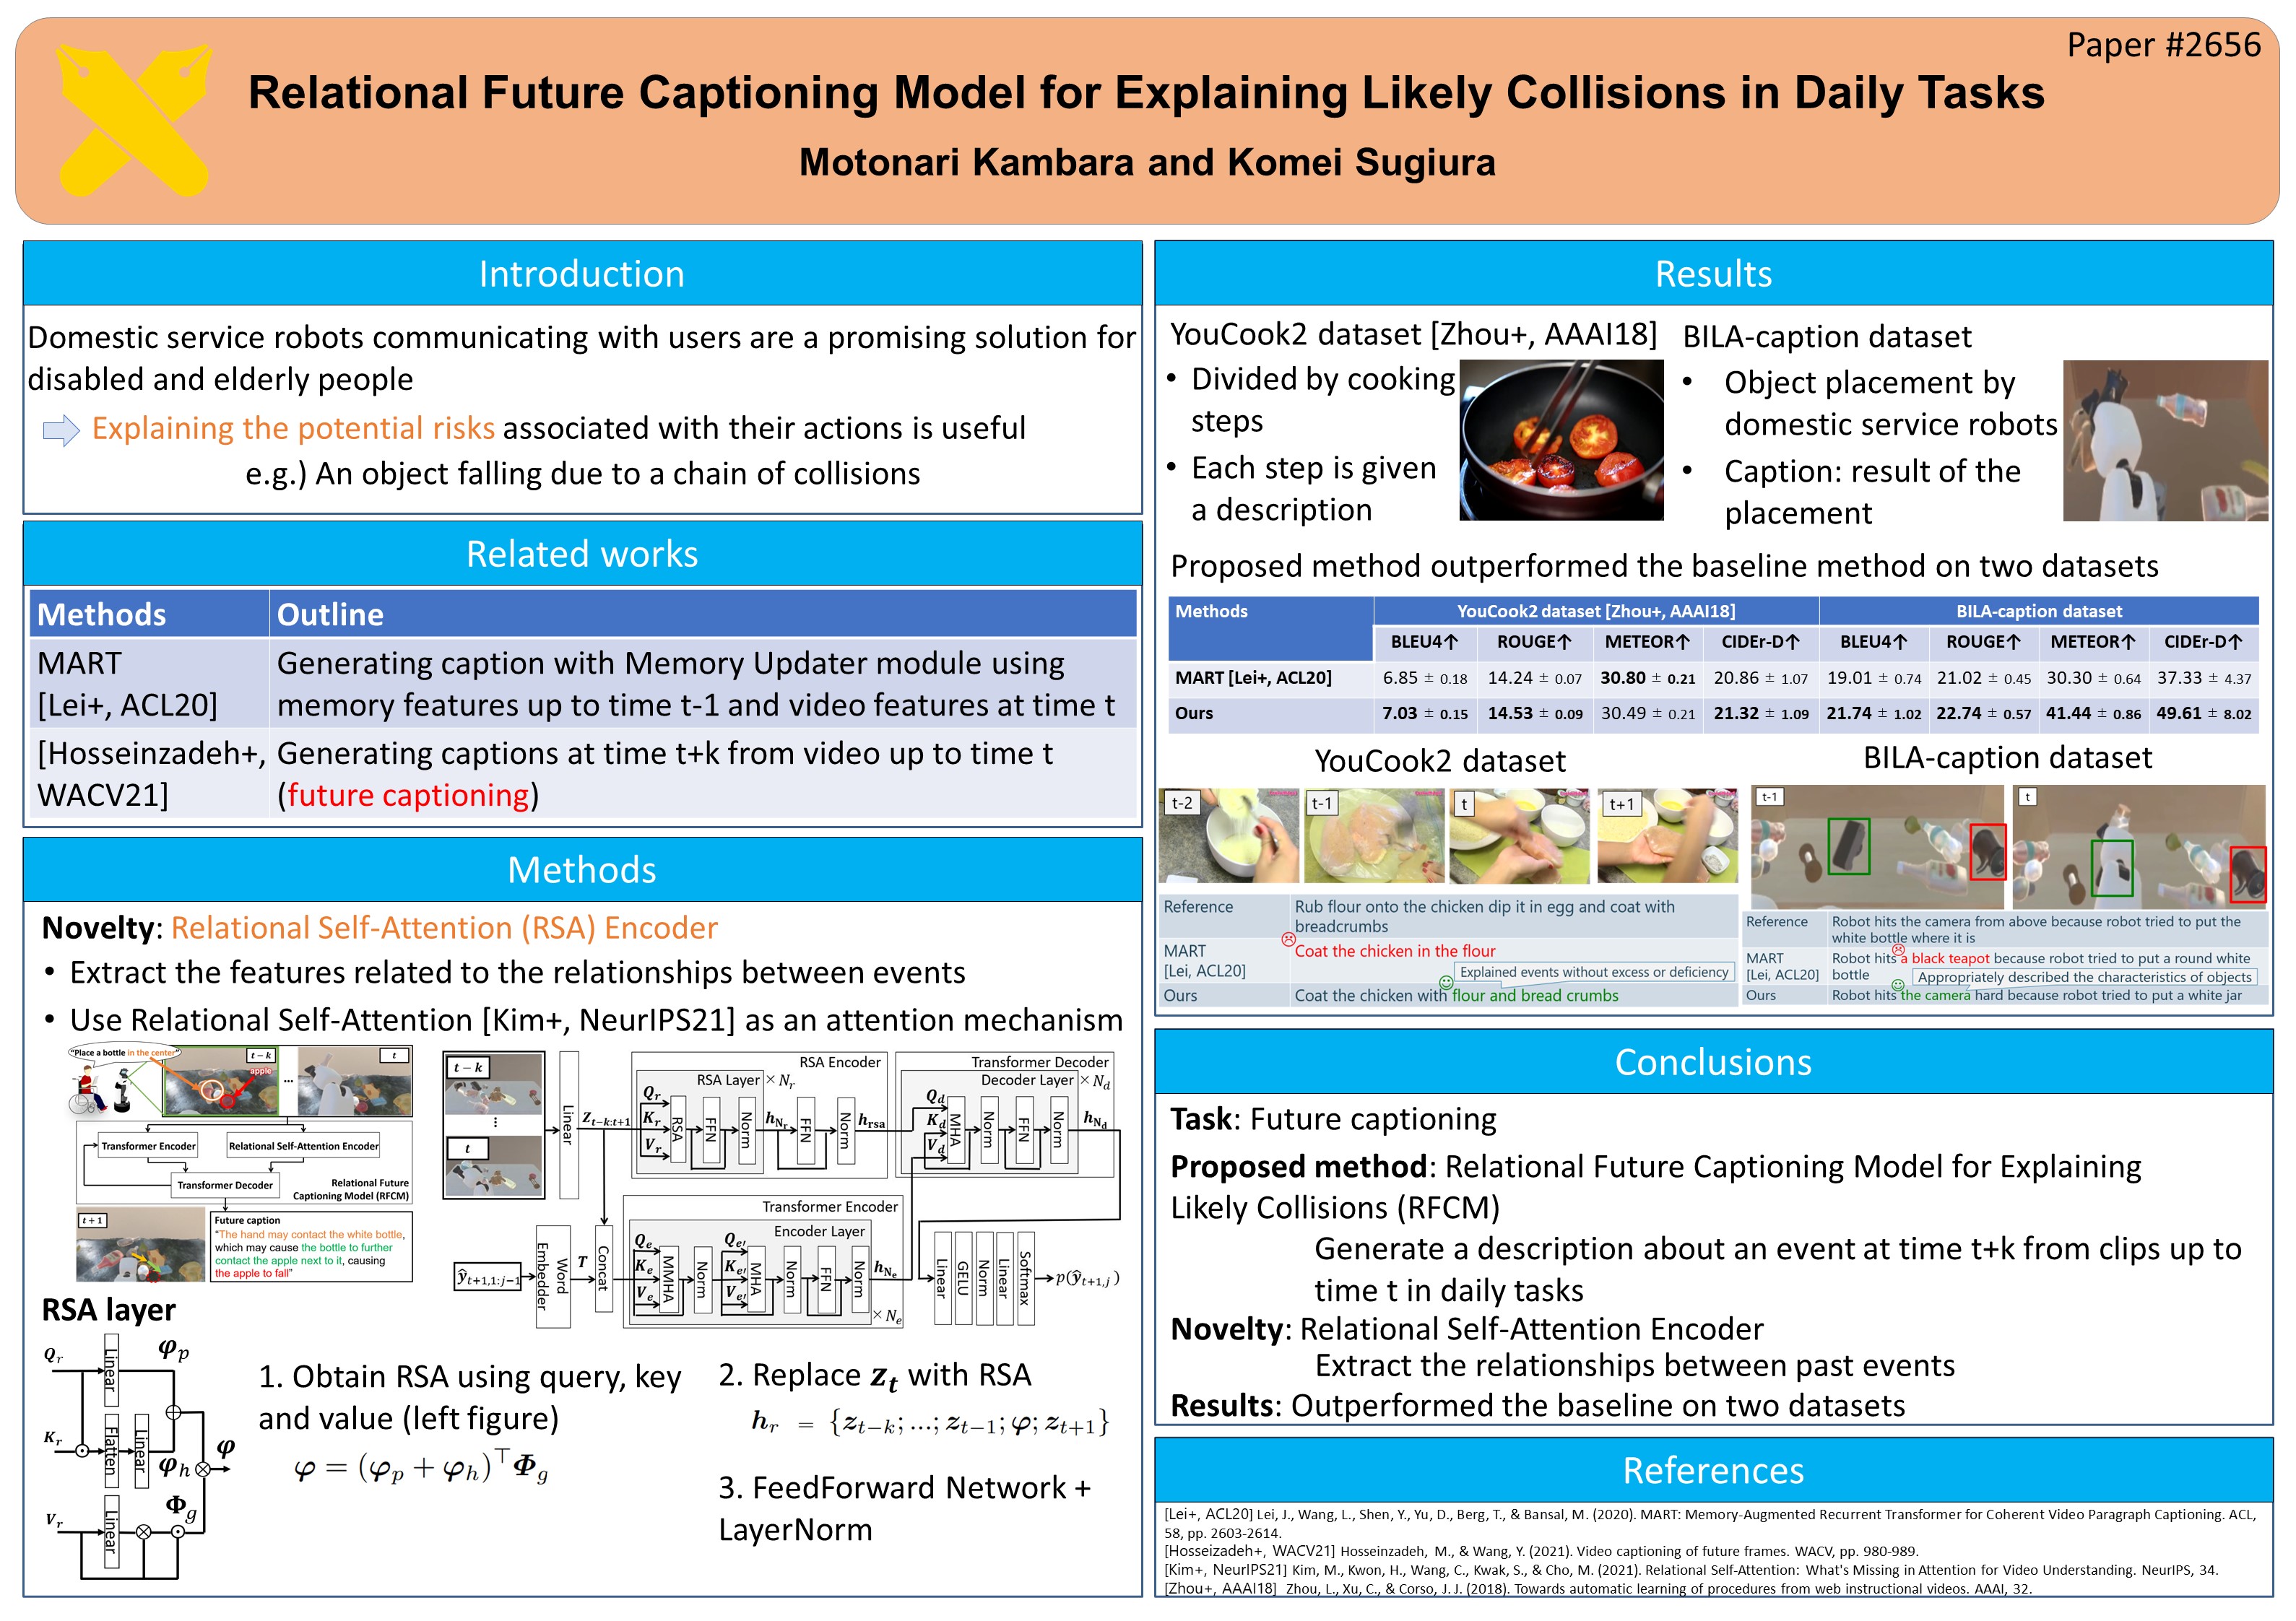 Paper #2656
Relational Future Captioning Model for Explaining Likely Collisions in Daily Tasks
Motonari Kambara and Komei Sugiura
Introduction
Domestic service robots communicating with users are a promising solution for
disabled and elderly people
Explaining the potential risks associated with their actions is useful
e.g.) An object falling due to a chain of collisions
Related works
Methods Outline
MART
[Lei+, ACL20]
Generating caption with Memory Updater module using
memory features up to time t-1 and video features at time t
[Hosseinzadeh+,
WACV21]
Generating captions at time t+k from video up to time t
(future captioning)
Methods
Novelty: Relational Self-Attention (RSA) Encoder
• Extract the features related to the relationships between events
• Use Relational Self-Attention [Kim+, NeurIPS21] as an attention mechanism
"Place a bottle in the center"
t − k
apple
...
t
Transformer Encoder
Relational Self-Attention Encoder
Transformer Decoder
Relational Future
Captioning Model (RFCM)
t + 1
Future caption
"The hand may contact the white bottle,
which may cause the bottle to further
contact the apple next to it, causing
the apple to fall"
t − k
⋮
t
Linear
Z_{t−k:t+1}
RSA Encoder
RSA Layer × N_r
Q_r
K_r
V_r
RSA
FFN
Norm
h_{N_r}
FFN
Norm
h_rsa
Transformer Decoder
Decoder Layer × N_d
Q_d
K_d
V_d
MHA
Norm
FFN
Norm
h_{N_d}
Transformer Encoder
Encoder Layer
ŷ_{t+1,1:j−1}
Word
Embedder
T
Concat
Q_e
K_e
V_e
MMHA
Norm
Q_{e'}
K_{e'}
V_{e'}
MHA
Norm
FFN
Norm
h_{N_e}
× N_e
Linear
GELU
Norm
Linear
Softmax
p(ŷ_{t+1,j})
RSA layer
Q_r
Linear
φ_p
K_r
Flatten
Linear
φ_h
φ
V_r
Linear
Φ_g
1. Obtain RSA using query, key
and value (left figure)
φ = (φ_p + φ_h)^⊤ Φ_g
2. Replace z_t with RSA
h_r = {z_{t−k}; ...; z_{t−1}; φ; z_{t+1}}
3. FeedForward Network +
LayerNorm
Results
YouCook2 dataset [Zhou+, AAAI18]
• Divided by cooking
steps
• Each step is given
a description
BILA-caption dataset
• Object placement by
domestic service robots
• Caption: result of the
placement
Proposed method outperformed the baseline method on two datasets
Methods YouCook2 dataset [Zhou+, AAAI18] BILA-caption dataset
BLEU4↑ ROUGE↑ METEOR↑ CIDEr-D↑ BLEU4↑ ROUGE↑ METEOR↑ CIDEr-D↑
MART [Lei+, ACL20] 6.85 ± 0.18 14.24 ± 0.07 30.80 ± 0.21 20.86 ± 1.07 19.01 ± 0.74 21.02 ± 0.45 30.30 ± 0.64 37.33 ± 4.37
Ours 7.03 ± 0.15 14.53 ± 0.09 30.49 ± 0.21 21.32 ± 1.09 21.74 ± 1.02 22.74 ± 0.57 41.44 ± 0.86 49.61 ± 8.02
YouCook2 dataset
t-2
t-1
t
t+1
Reference
Rub flour onto the chicken dip it in egg and coat with
breadcrumbs
MART
[Lei, ACL20]
Coat the chicken in the flour
Explained events without excess or deficiency
Ours
Coat the chicken with flour and bread crumbs
BILA-caption dataset
t-1
t
Reference
Robot hits the camera from above because robot tried to put the
white bottle where it is
MART
[Lei, ACL20]
Robot hits a black teapot because robot tried to put a round white
bottle
Appropriately described the characteristics of objects
Ours
Robot hits the camera hard because robot tried to put a white jar
Conclusions
Task: Future captioning
Proposed method: Relational Future Captioning Model for Explaining
Likely Collisions (RFCM)
Generate a description about an event at time t+k from clips up to
time t in daily tasks
Novelty: Relational Self-Attention Encoder
Extract the relationships between past events
Results: Outperformed the baseline on two datasets
References
[Lei+, ACL20] Lei, J., Wang, L., Shen, Y., Yu, D., Berg, T., & Bansal, M. (2020). MART: Memory-Augmented Recurrent Transformer for Coherent Video Paragraph Captioning. ACL,
58, pp. 2603-2614.
[Hosseizadeh+, WACV21] Hosseinzadeh, M., & Wang, Y. (2021). Video captioning of future frames. WACV, pp. 980-989.
[Kim+, NeurIPS21] Kim, M., Kwon, H., Wang, C., Kwak, S., & Cho, M. (2021). Relational Self-Attention: What's Missing in Attention for Video Understanding. NeurIPS, 34.
[Zhou+, AAAI18] Zhou, L., Xu, C., & Corso, J. J. (2018). Towards automatic learning of procedures from web instructional videos. AAAI, 32.